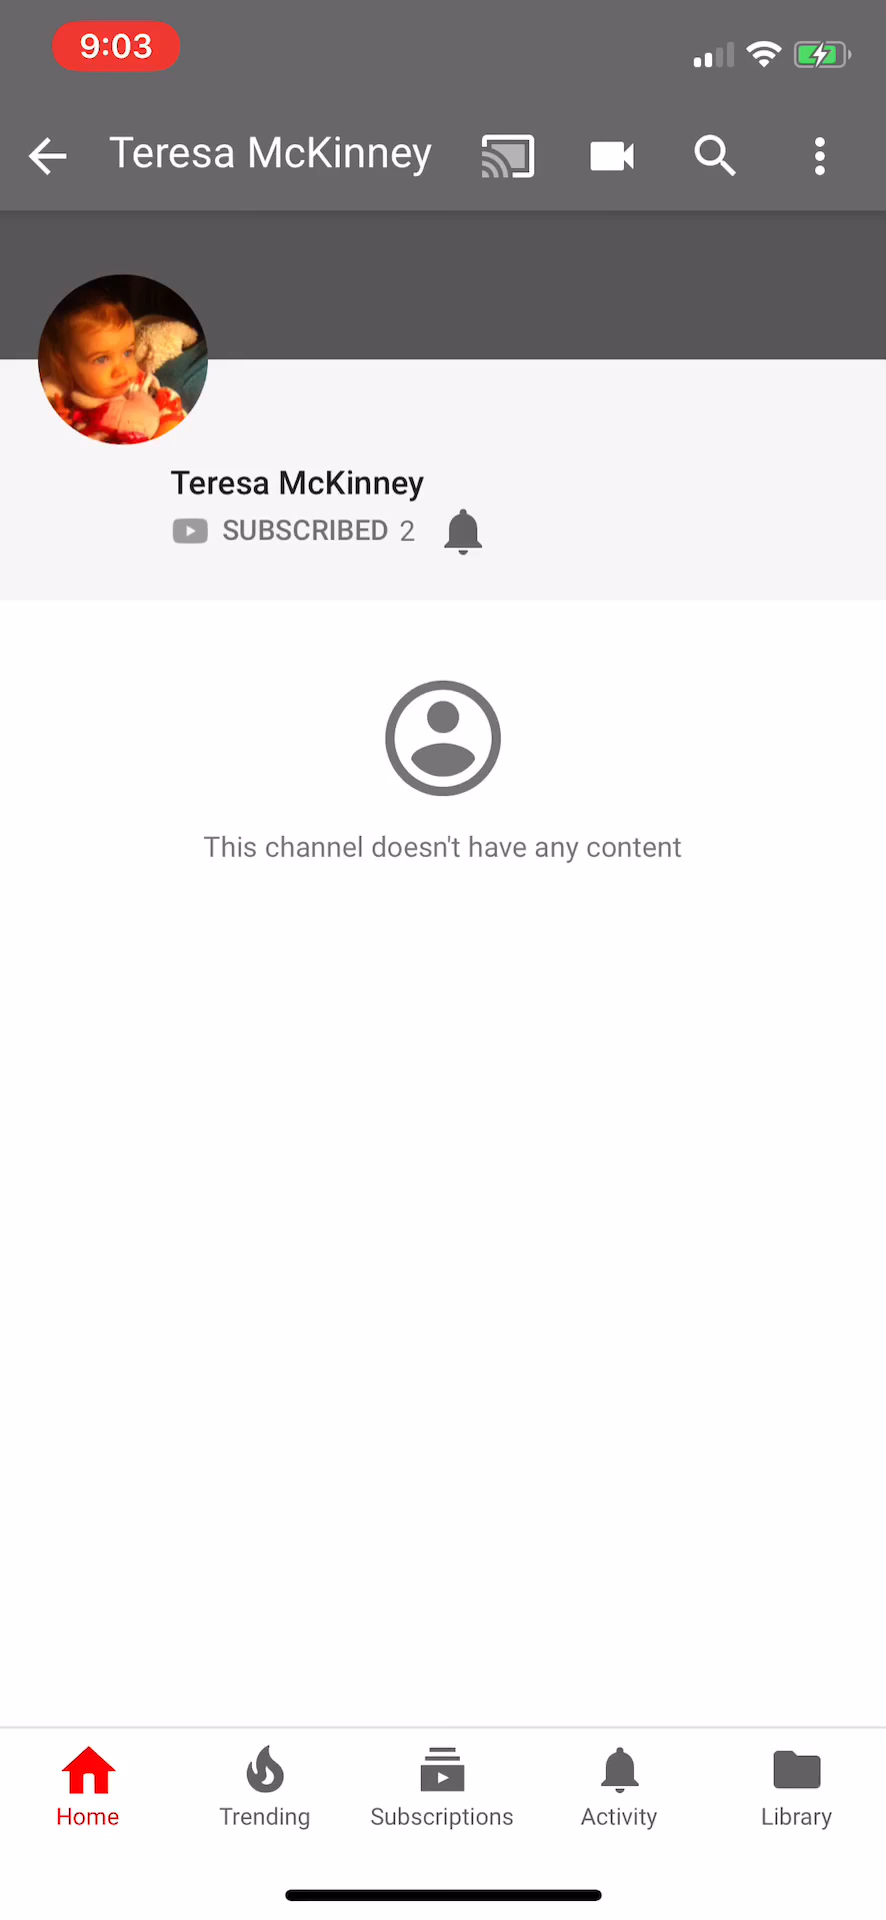 9:03
Teresa McKinney
Teresa McKinney
SUBSCRIBED 2
This channel doesn't have any content
Home Trending Subscriptions Activity Library